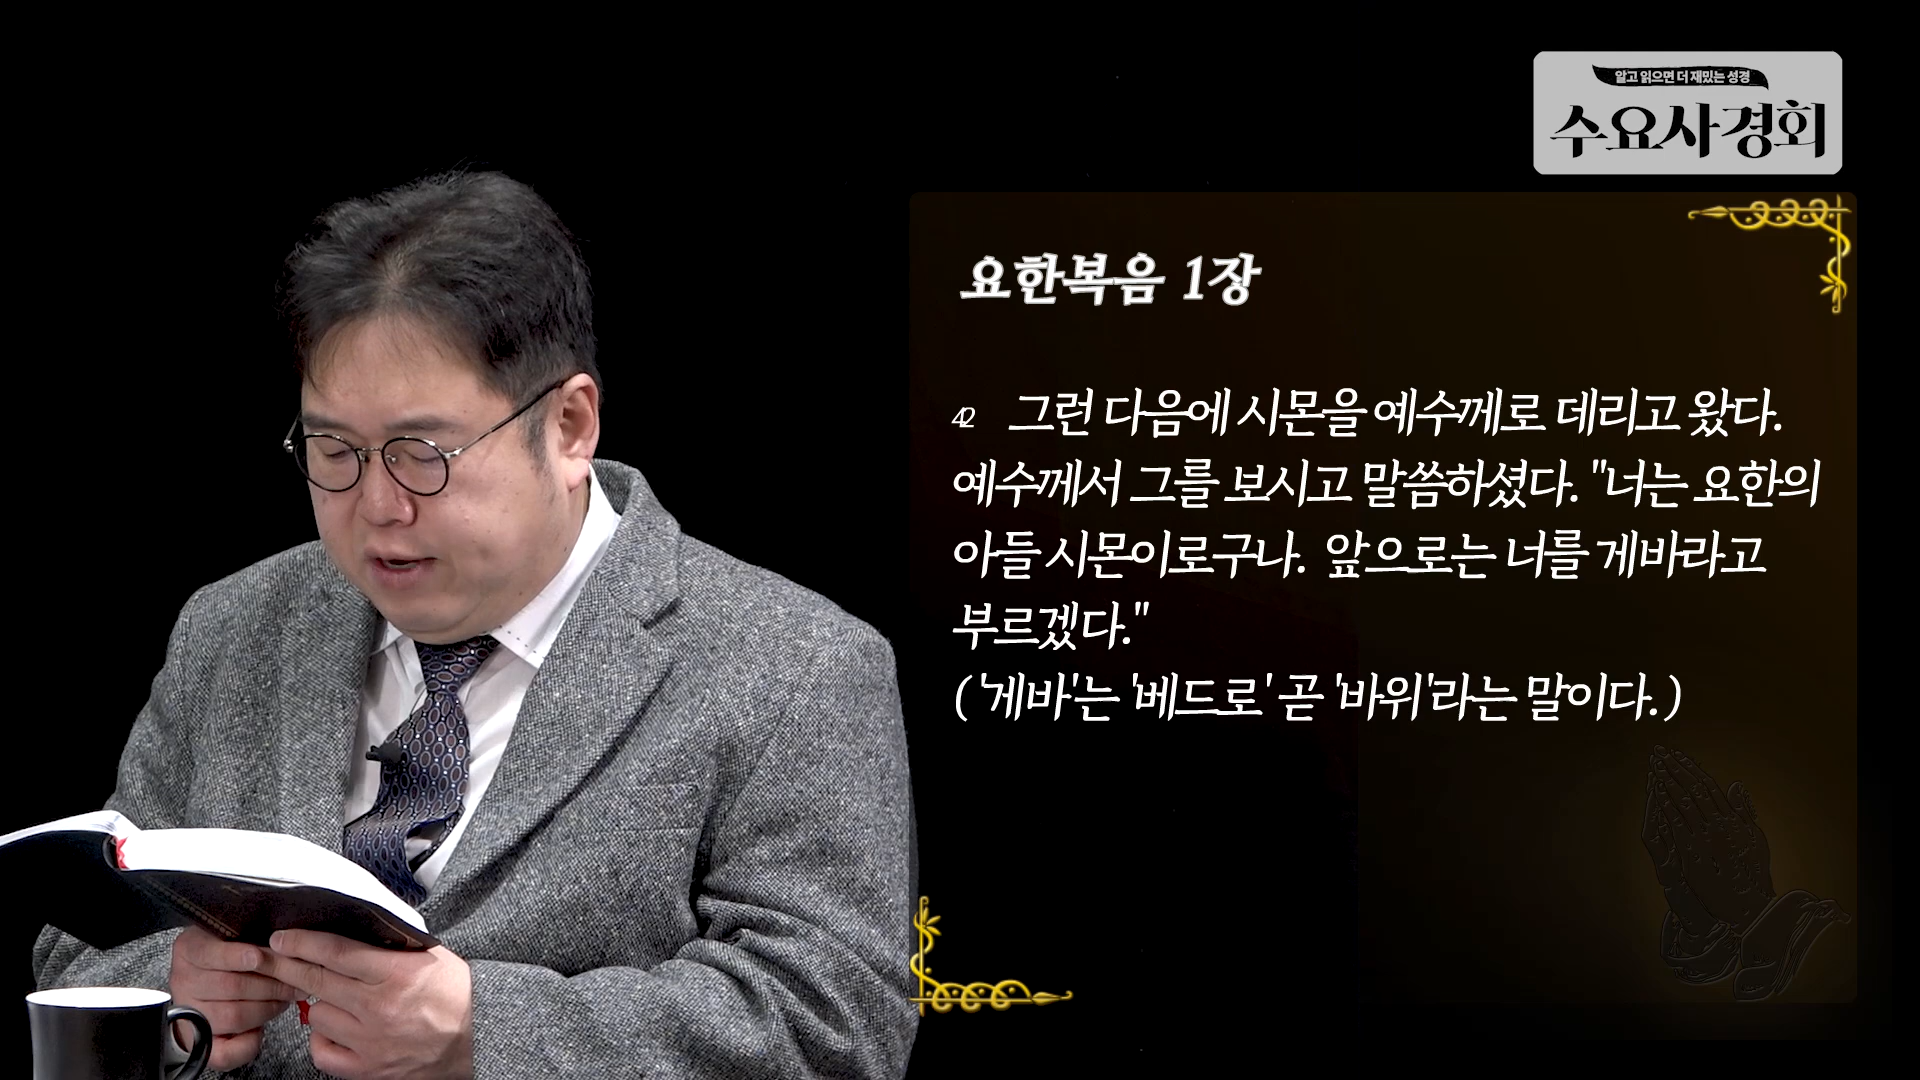 알고 읽으면 더 재밌는 성경
수요사경회
요한복음 1장
42 그런 다음에 시몬을 예수께로 데리고 왔다.
예수께서 그를 보시고 말씀하셨다. "너는 요한의
아들 시몬이로구나. 앞으로는 너를 게바라고
부르겠다."
( '게바'는 '베드로' 곧 '바위'라는 말이다. )